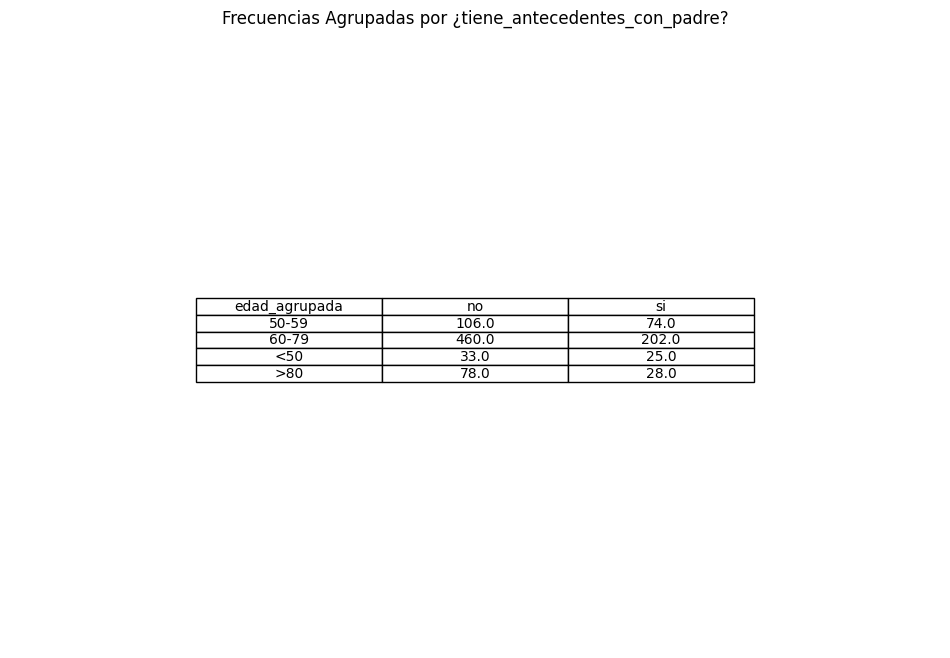 Frecuencias Agrupadas por ¿tiene_antecedentes_con_padre?
edad_agrupada no si
50-59 106.0 74.0
60-79 460.0 202.0
<50 33.0 25.0
>80 78.0 28.0